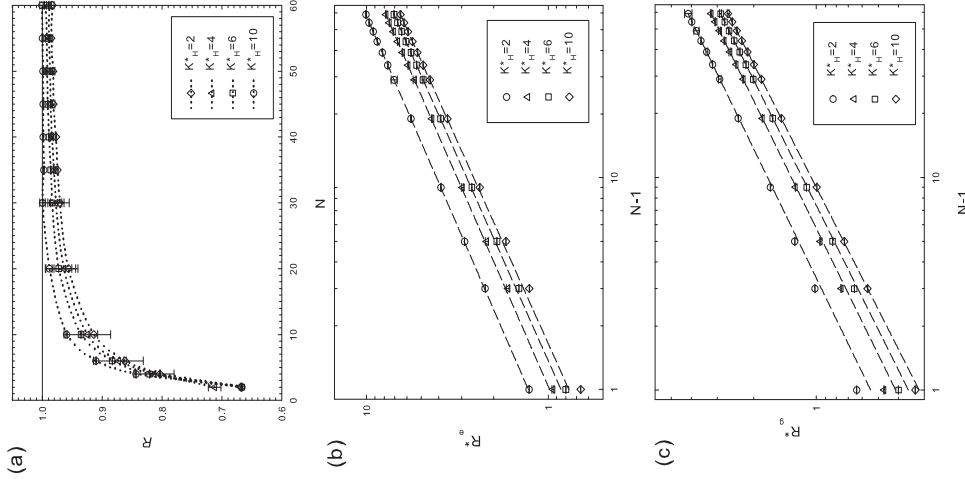 (a)
R
1.0
0.9
0.8
0.7
0.6
0 10 20 30 40 50 60
N
K*H=2
K*H=4
K*H=6
K*H=10
(b)
R*e
10
1
1 10
N-1
K*H=2
K*H=4
K*H=6
K*H=10
(c)
R*g
1
1 10
N-1
K*H=2
K*H=4
K*H=6
K*H=10